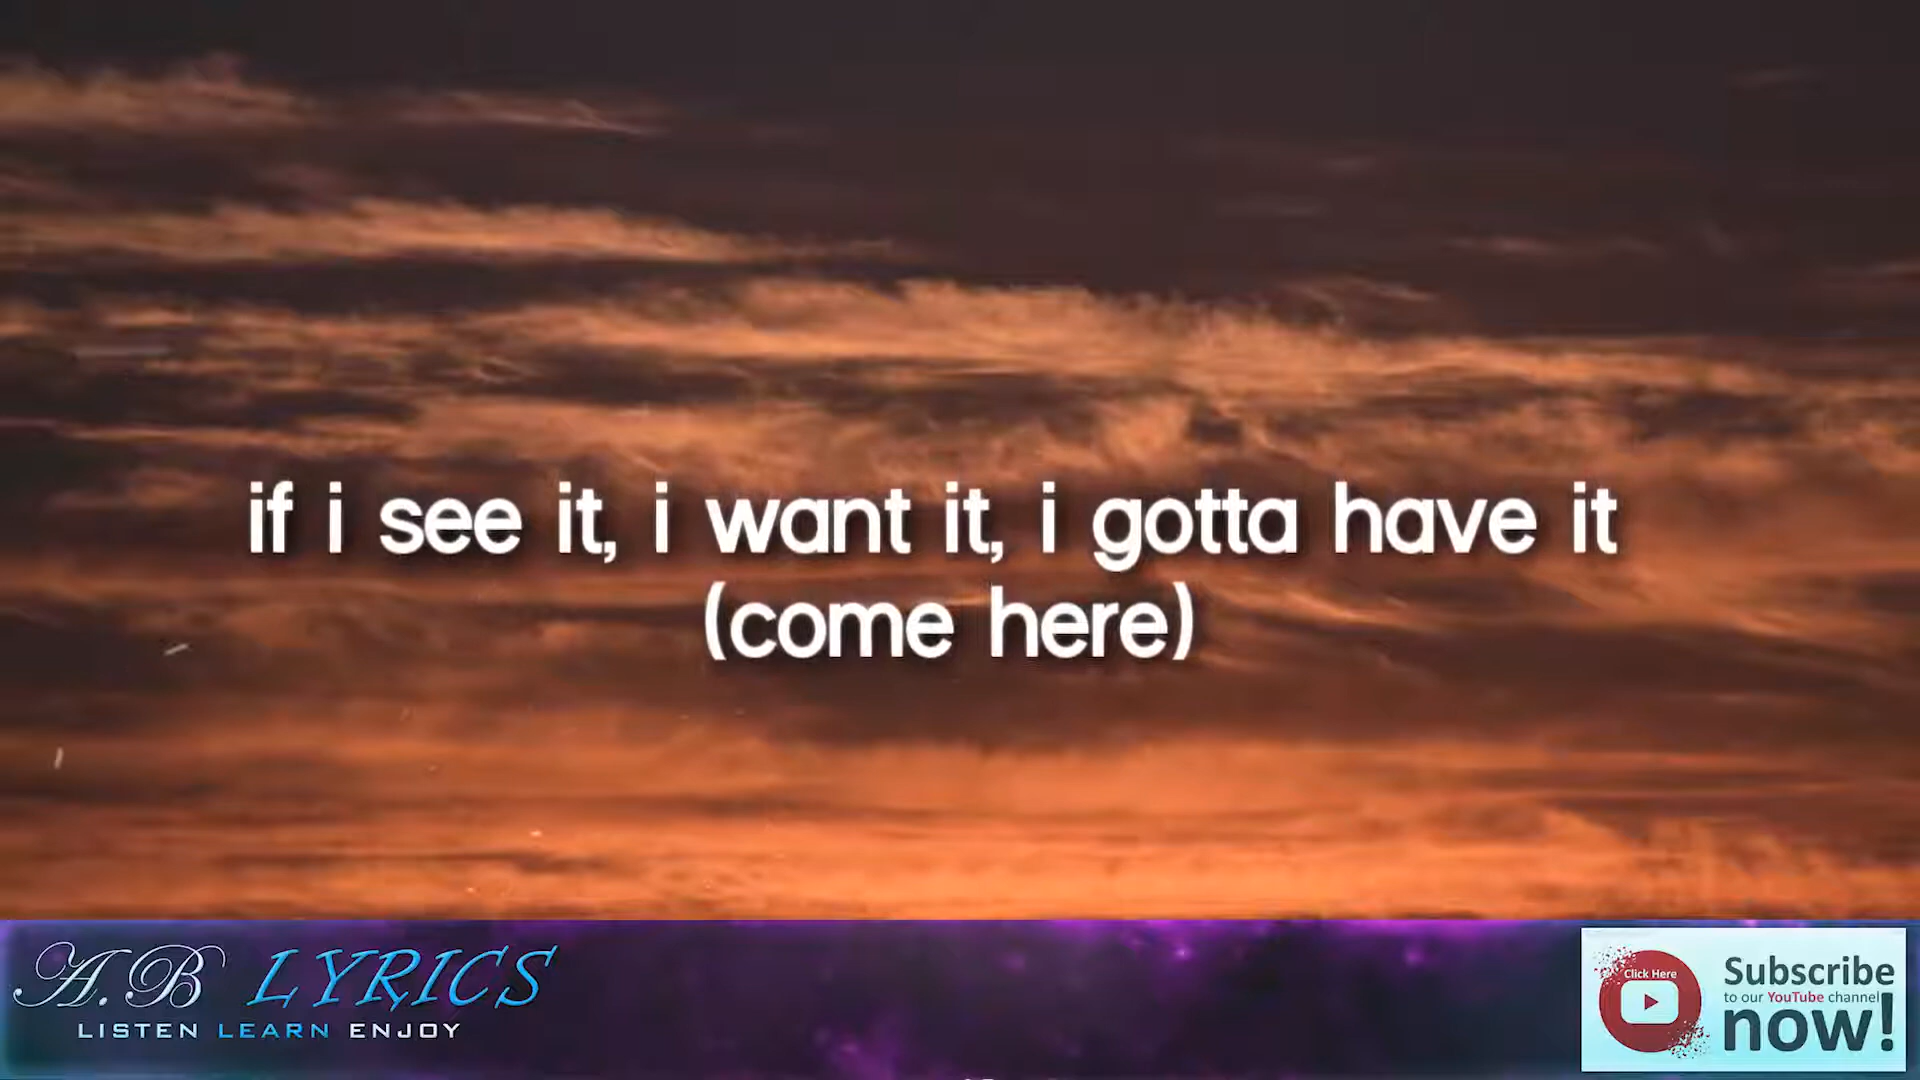 if i see it, i want it, i gotta have it
(come here)
A.B LYRICS
LISTEN LEARN ENJOY
Click Here
Subscribe
to our YouTube channel
now!